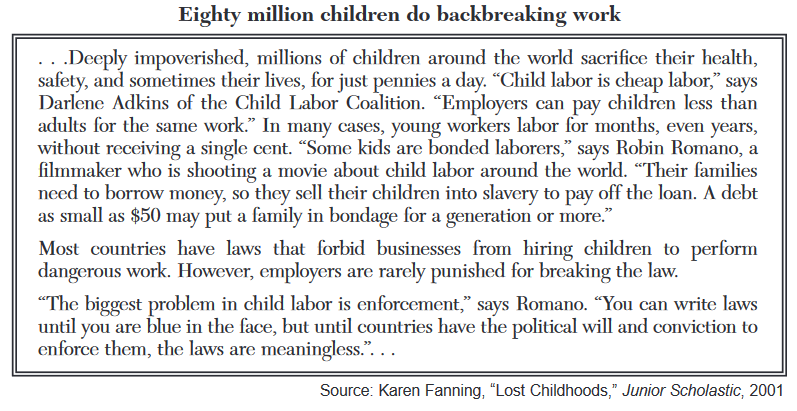 Eighty million children do backbreaking work
. . .Deeply impoverished, millions of children around the world sacrifice their health,
safety, and sometimes their lives, for just pennies a day. “Child labor is cheap labor,” says
Darlene Adkins of the Child Labor Coalition. “Employers can pay children less than
adults for the same work.” In many cases, young workers labor for months, even years,
without receiving a single cent. “Some kids are bonded laborers,” says Robin Romano, a
filmmaker who is shooting a movie about child labor around the world. “Their families
need to borrow money, so they sell their children into slavery to pay off the loan. A debt
as small as $50 may put a family in bondage for a generation or more.”
Most countries have laws that forbid businesses from hiring children to perform
dangerous work. However, employers are rarely punished for breaking the law.
“The biggest problem in child labor is enforcement,” says Romano. “You can write laws
until you are blue in the face, but until countries have the political will and conviction to
enforce them, the laws are meaningless.”. . .
Source: Karen Fanning, “Lost Childhoods,” Junior Scholastic, 2001